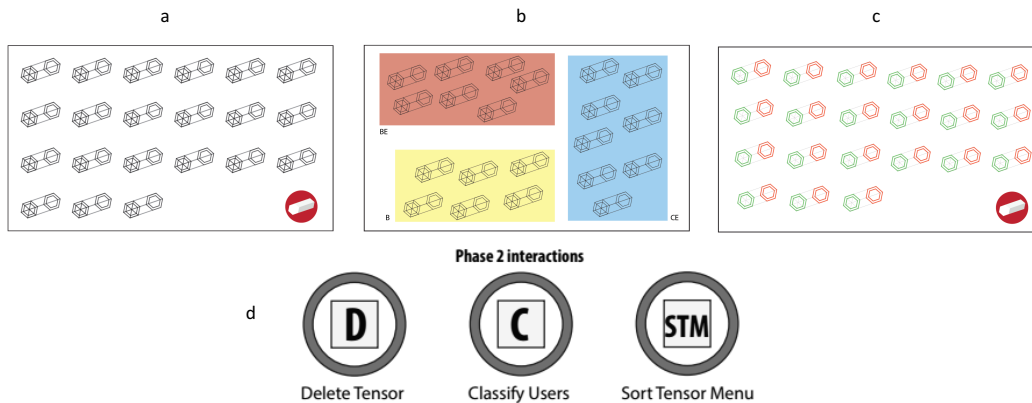 a
b
c
BE
B
CE
Phase 2 interactions
d
D
C
STM
Delete Tensor
Classify Users
Sort Tensor Menu